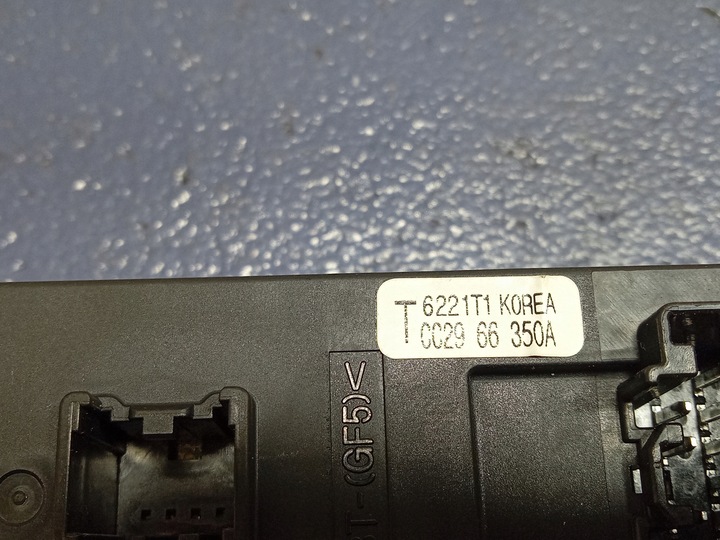 T 6221T1 KOREA
CC29 66 350A
T-(GF5)<